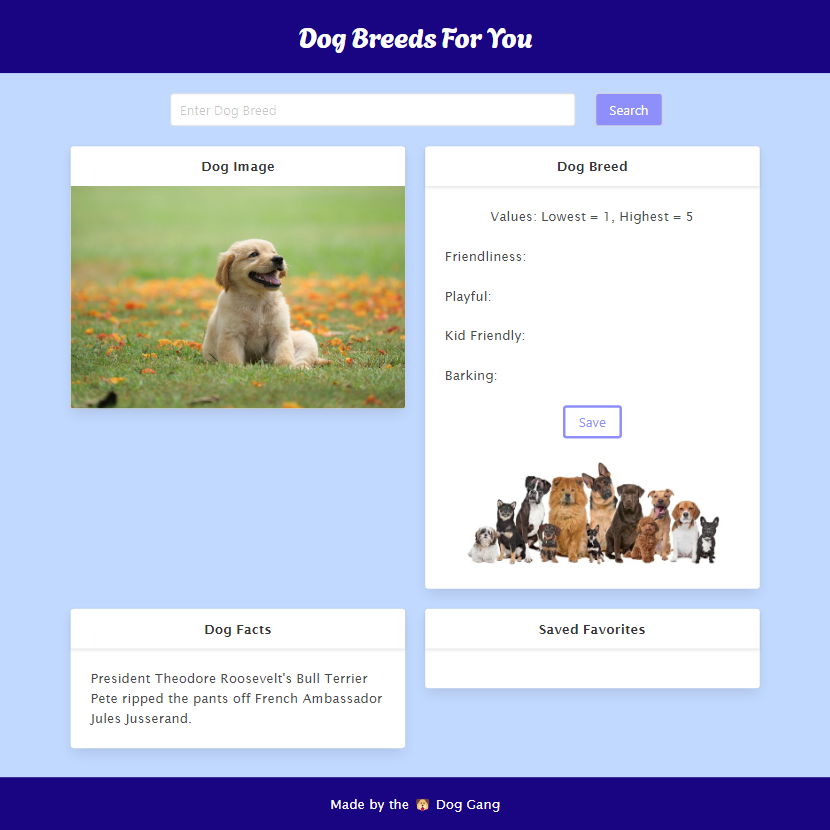 Dog Breeds For You
Enter Dog Breed
Search
Dog Image
Dog Breed
Values: Lowest = 1, Highest = 5
Friendliness:
Playful:
Kid Friendly:
Barking:
Save
Dog Facts
President Theodore Roosevelt's Bull Terrier
Pete ripped the pants off French Ambassador
Jules Jusserand.
Saved Favorites
Made by the 🐶 Dog Gang